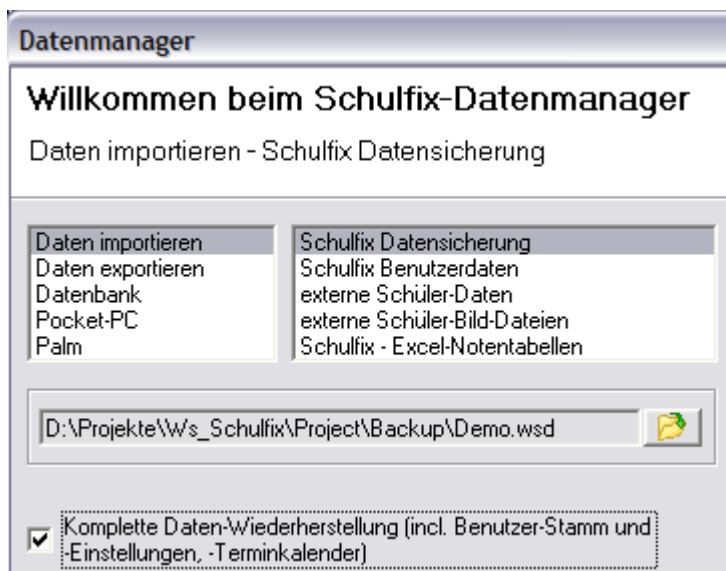 Datenmanager
Willkommen beim Schulfix-Datenmanager
Daten importieren - Schulfix Datensicherung
Daten importieren
Daten exportieren
Datenbank
Pocket-PC
Palm
Schulfix Datensicherung
Schulfix Benutzerdaten
externe Schüler-Daten
externe Schüler-Bild-Dateien
Schulfix - Excel-Notentabellen
D:\Projekte\Ws_Schulfix\Project\Backup\Demo.wsd
Komplette Daten-Wiederherstellung (incl. Benutzer-Stamm und
-Einstellungen, -Terminkalender)